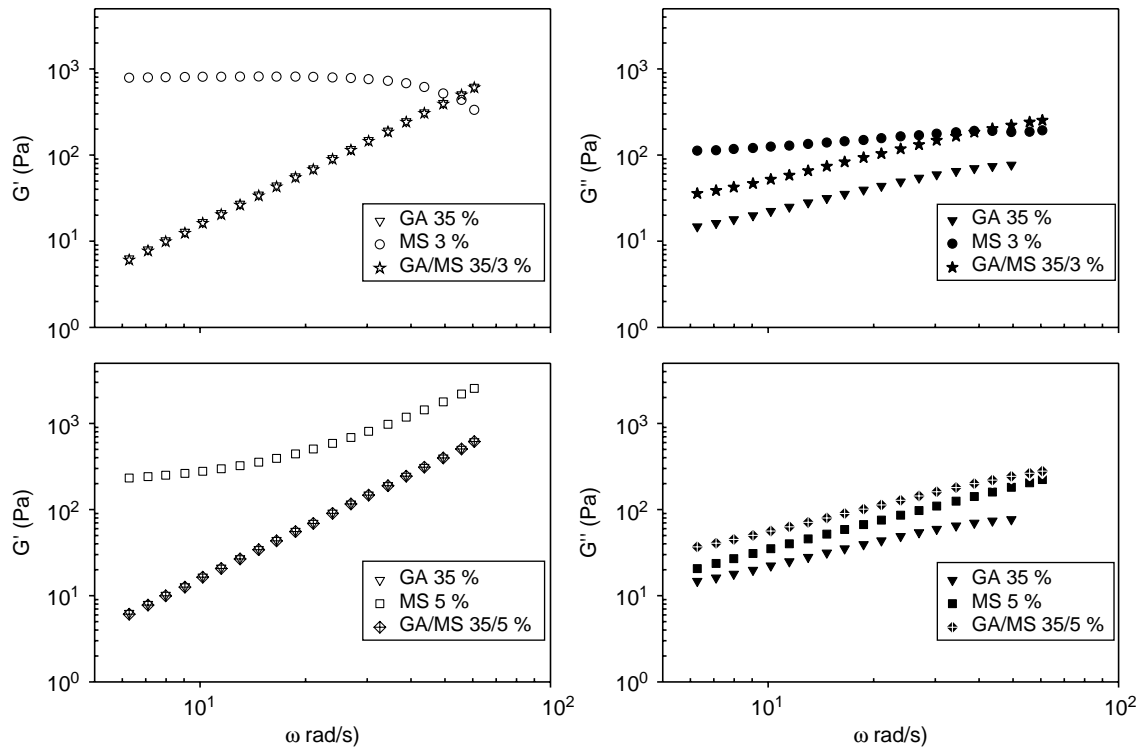 10³
10²
10¹
10⁰
G' (Pa)
GA 35 %
MS 3 %
GA/MS 35/3 %
10³
10²
10¹
10⁰
G'' (Pa)
GA 35 %
MS 3 %
GA/MS 35/3 %
10³
10²
10¹
10⁰
G' (Pa)
GA 35 %
MS 5 %
GA/MS 35/5 %
10¹
10²
ω rad/s)
10³
10²
10¹
10⁰
G'' (Pa)
GA 35 %
MS 5 %
GA/MS 35/5 %
10¹
10²
ω rad/s)